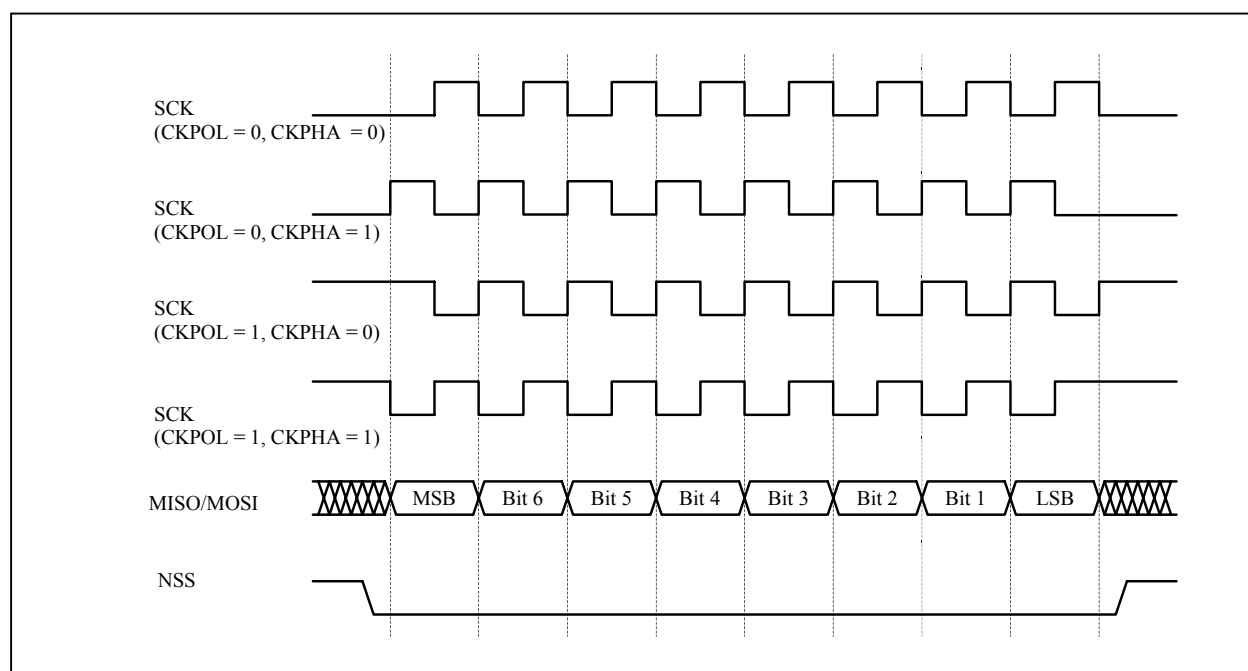 SCK
(CKPOL = 0, CKPHA = 0)
SCK
(CKPOL = 0, CKPHA = 1)
SCK
(CKPOL = 1, CKPHA = 0)
SCK
(CKPOL = 1, CKPHA = 1)
MISO/MOSI MSB Bit 6 Bit 5 Bit 4 Bit 3 Bit 2 Bit 1 LSB
NSS